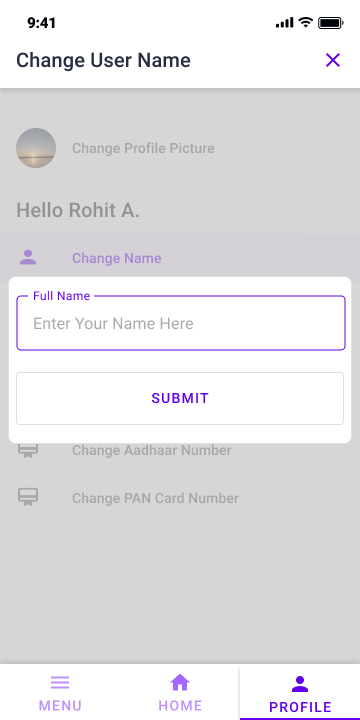 9:41
Change User Name
Change Profile Picture
Hello Rohit A.
Change Name
Full Name
Enter Your Name Here
SUBMIT
Change Aadhaar Number
Change PAN Card Number
MENU
HOME
PROFILE